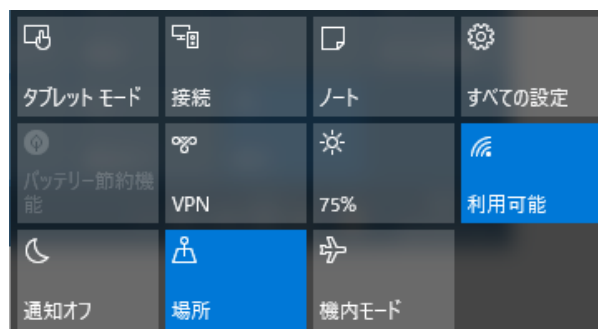 タブレット モード
接続
ノート
すべての設定
バッテリー節約機
能
VPN
75%
利用可能
通知オフ
場所
機内モード